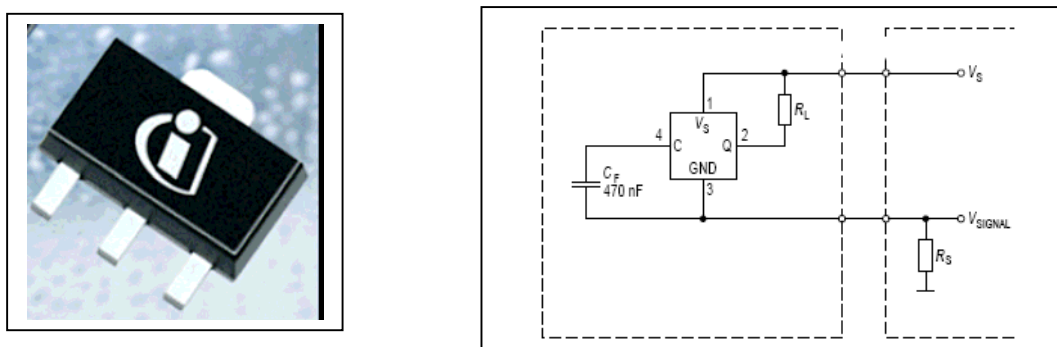 V_S
1
V_S
R_L
4
C
Q
2
GND
3
C_F
470 nF
V_SIGNAL
R_S